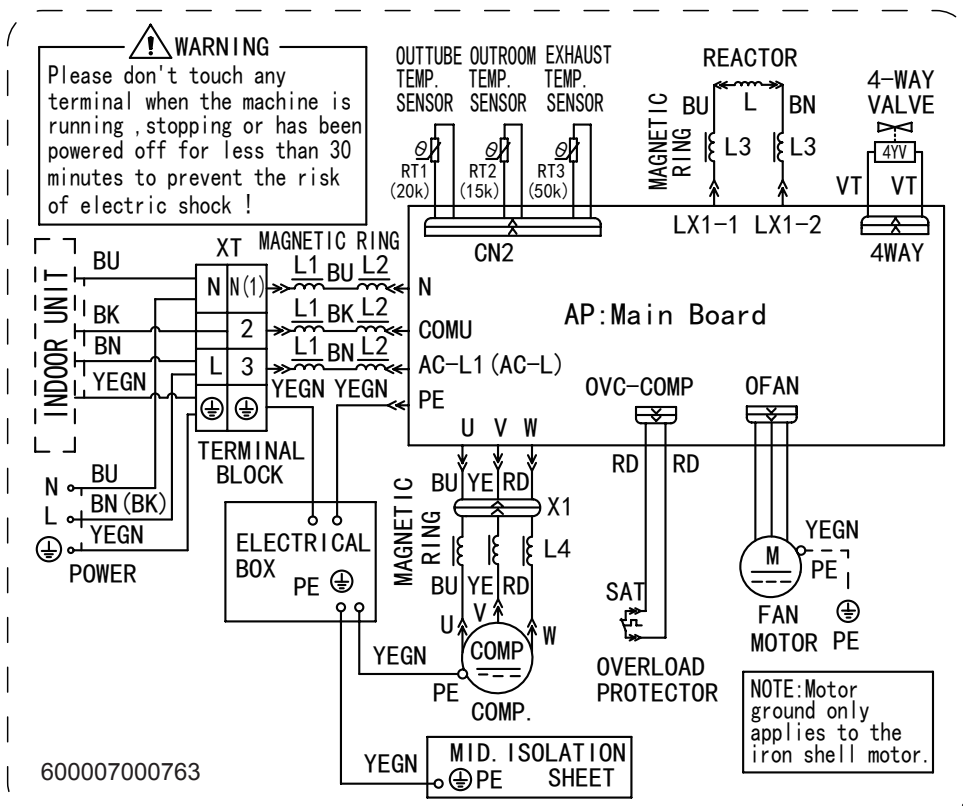 WARNING
Please don't touch any
terminal when the machine is
running ,stopping or has been
powered off for less than 30
minutes to prevent the risk
of electric shock !
OUTTUBE OUTROOM EXHAUST
TEMP. TEMP. TEMP.
SENSOR SENSOR SENSOR
RT1 RT2 RT3
(20k) (15k) (50k)
CN2
REACTOR
BU L BN
MAGNETIC
RING
L3 L3
LX1-1 LX1-2
4-WAY
VALVE
4YV
VT VT
4WAY
AP:Main Board
INDOOR UNIT
BU
BK
BN
YEGN
XT
N N(1)
2
L 3
TERMINAL
BLOCK
MAGNETIC RING
L1 BU L2
L1 BK L2
L1 BN L2
YEGN YEGN
N
COMU
AC-L1(AC-L)
PE
N BU
L BN(BK)
YEGN
POWER
ELECTRICAL
BOX
PE
U V W
BU YE RD
X1
MAGNETIC
RING
L4
BU YE RD
U V W
COMP
COMP.
YEGN
PE
YEGN
MID. ISOLATION
PE SHEET
OVC-COMP
RD RD
SAT
OVERLOAD
PROTECTOR
OFAN
M
YEGN
PE
FAN
MOTOR PE
NOTE:Motor
ground only
applies to the
iron shell motor.
600007000763